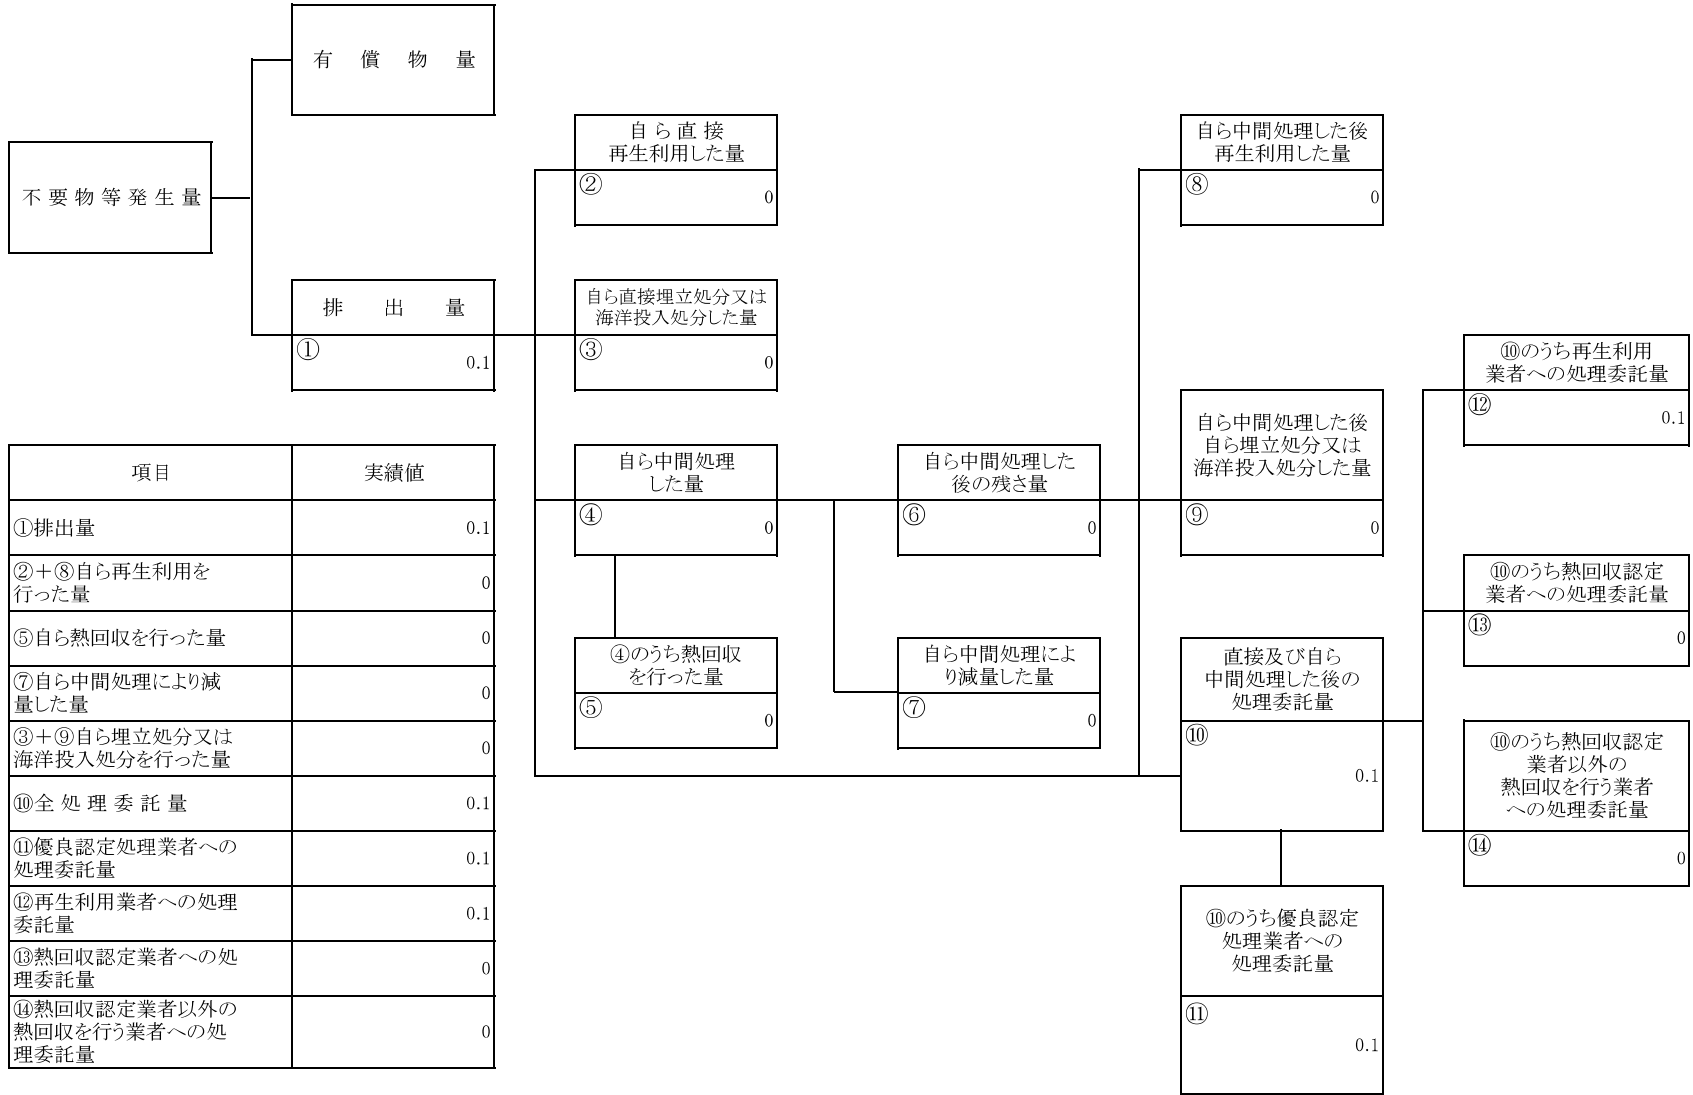 有償物量
不要物等発生量
排出量
①
0.1
自ら直接
再生利用した量
②
0
自ら直接埋立処分又は
海洋投入処分した量
③
0
自ら中間処理
した量
④
0
④のうち熱回収
を行った量
⑤
0
自ら中間処理した
後の残さ量
⑥
0
自ら中間処理によ
り減量した量
⑦
0
自ら中間処理した後
再生利用した量
⑧
0
自ら中間処理した後
自ら埋立処分又は
海洋投入処分した量
⑨
0
直接及び自ら
中間処理した後の
処理委託量
⑩
0.1
⑩のうち優良認定
処理業者への
処理委託量
⑪
0.1
⑩のうち再生利用
業者への処理委託量
⑫
0.1
⑩のうち熱回収認定
業者への処理委託量
⑬
0
⑩のうち熱回収認定
業者以外の
熱回収を行う業者
への処理委託量
⑭
0
項目 実績値
①排出量 0.1
②＋⑧自ら再生利用を
行った量 0
⑤自ら熱回収を行った量 0
⑦自ら中間処理により減
量した量 0
③＋⑨自ら埋立処分又は
海洋投入処分を行った量 0
⑩全処理委託量 0.1
⑪優良認定処理業者への
処理委託量 0.1
⑫再生利用業者への処理
委託量 0.1
⑬熱回収認定業者への処
理委託量 0
⑭熱回収認定業者以外の
熱回収を行う業者への処
理委託量 0